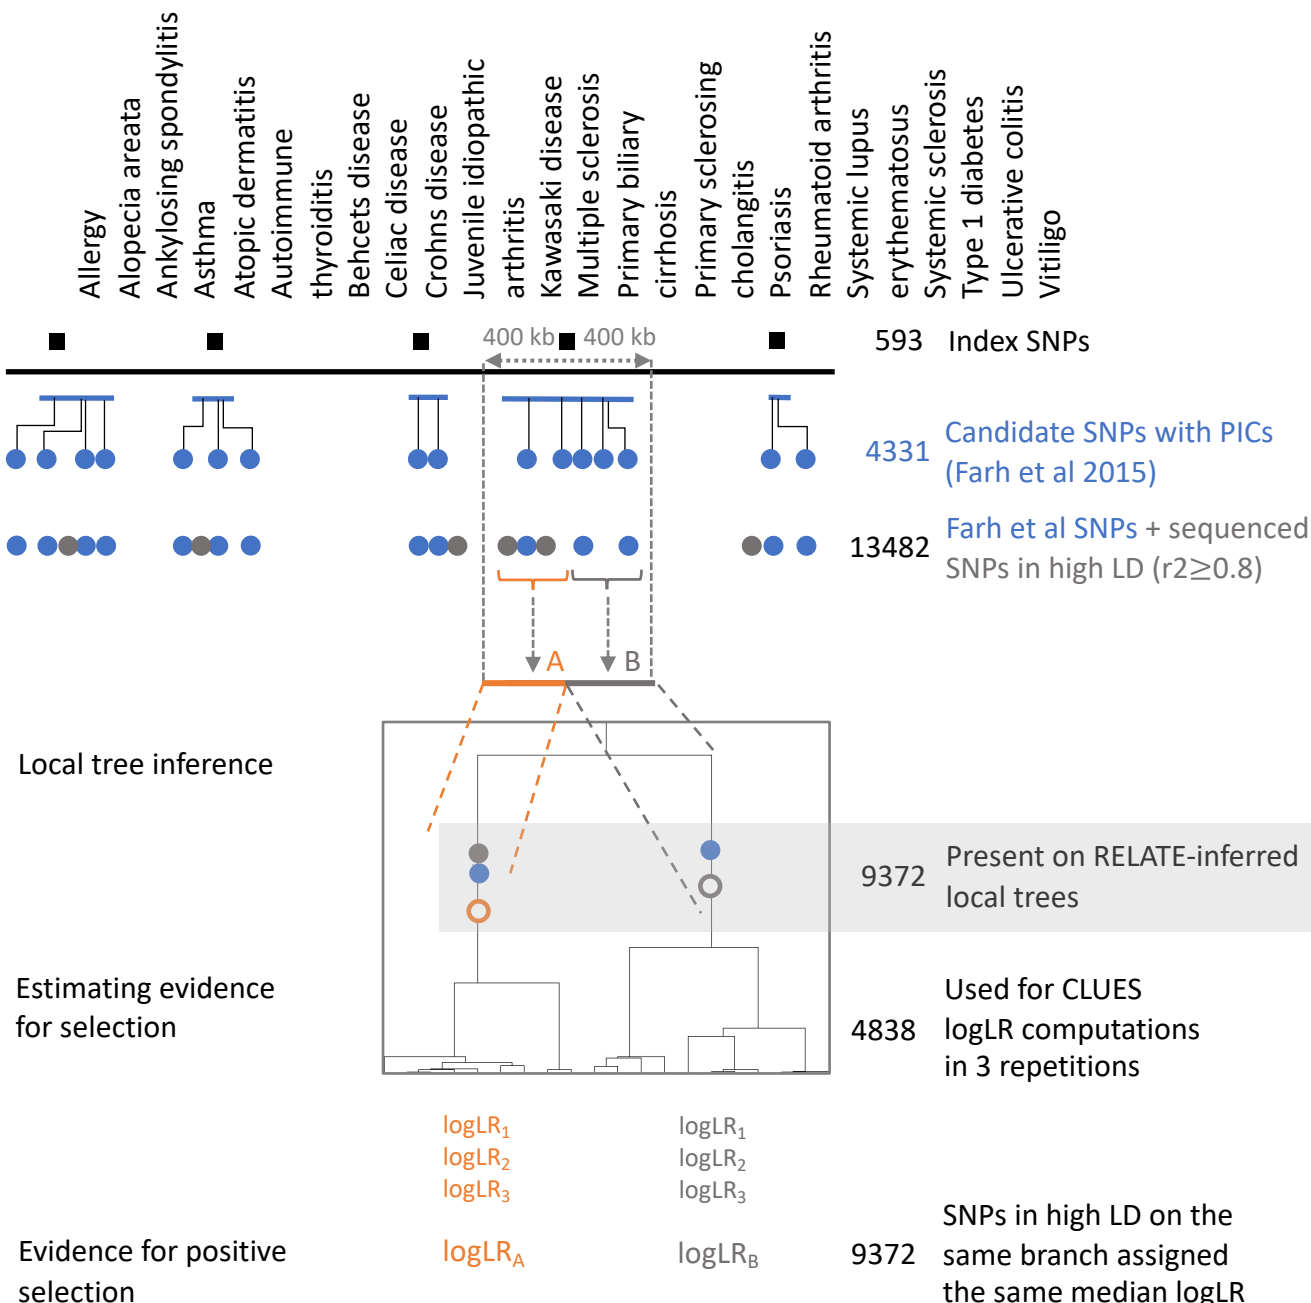 Allergy
Alopecia areata
Ankylosing spondylitis
Asthma
Atopic dermatitis
Autoimmune
thyroiditis
Behcets disease
Celiac disease
Crohns disease
Juvenile idiopathic
arthritis
Kawasaki disease
Multiple sclerosis
Primary biliary
cirrhosis
Primary sclerosing
cholangitis
Psoriasis
Rheumatoid arthritis
Systemic lupus
erythematosus
Systemic sclerosis
Type 1 diabetes
Ulcerative colitis
Vitiligo
400 kb
400 kb
593 Index SNPs
4331 Candidate SNPs with PICs
(Farh et al 2015)
13482 Farh et al SNPs + sequenced
SNPs in high LD (r2≥0.8)
A
B
Local tree inference
9372 Present on RELATE-inferred
local trees
Estimating evidence
for selection
4838 Used for CLUES
logLR computations
in 3 repetitions
logLR1
logLR2
logLR3
logLR1
logLR2
logLR3
Evidence for positive
selection
logLRA
logLRB
9372 SNPs in high LD on the
same branch assigned
the same median logLR